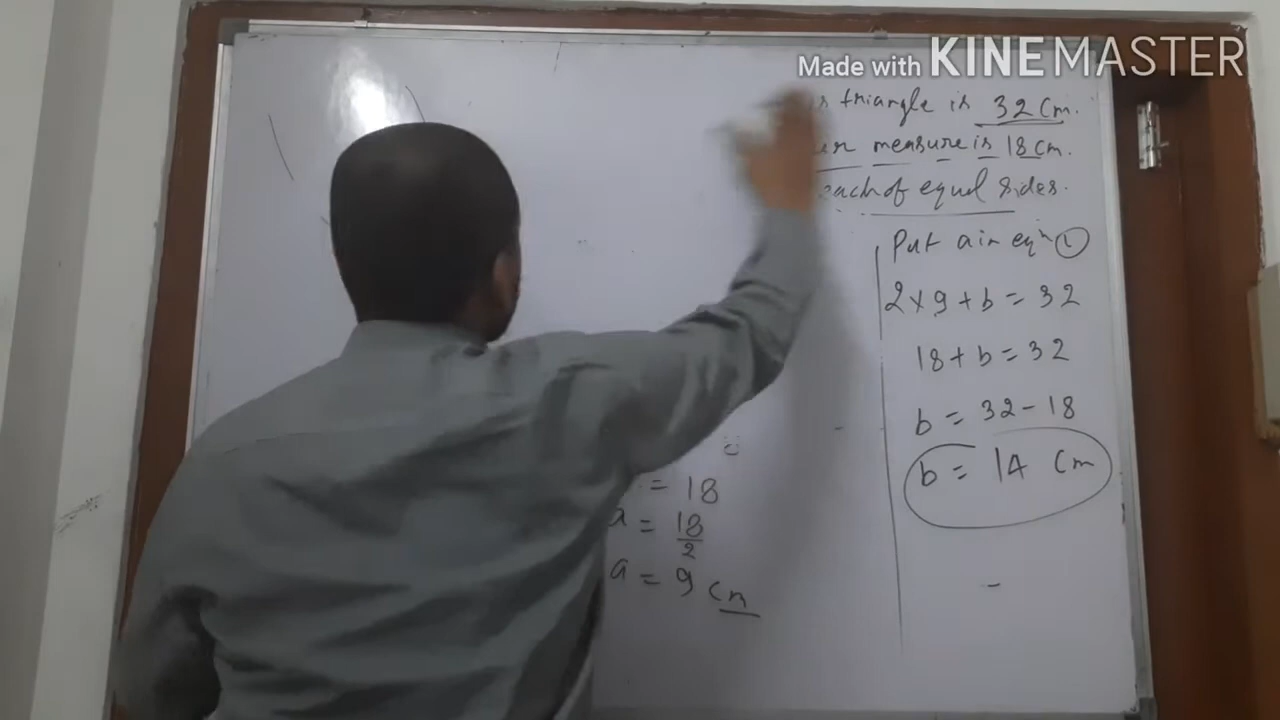 Made with KINEMASTER
triangle is 32 Cm.
measure is 18 cm.
each of equal sides.
Put a in eqn ①
2×9+b=32
18+b=32
b = 32-18
b = 14 Cm
= 18
a = 18/2
a = 9 cm